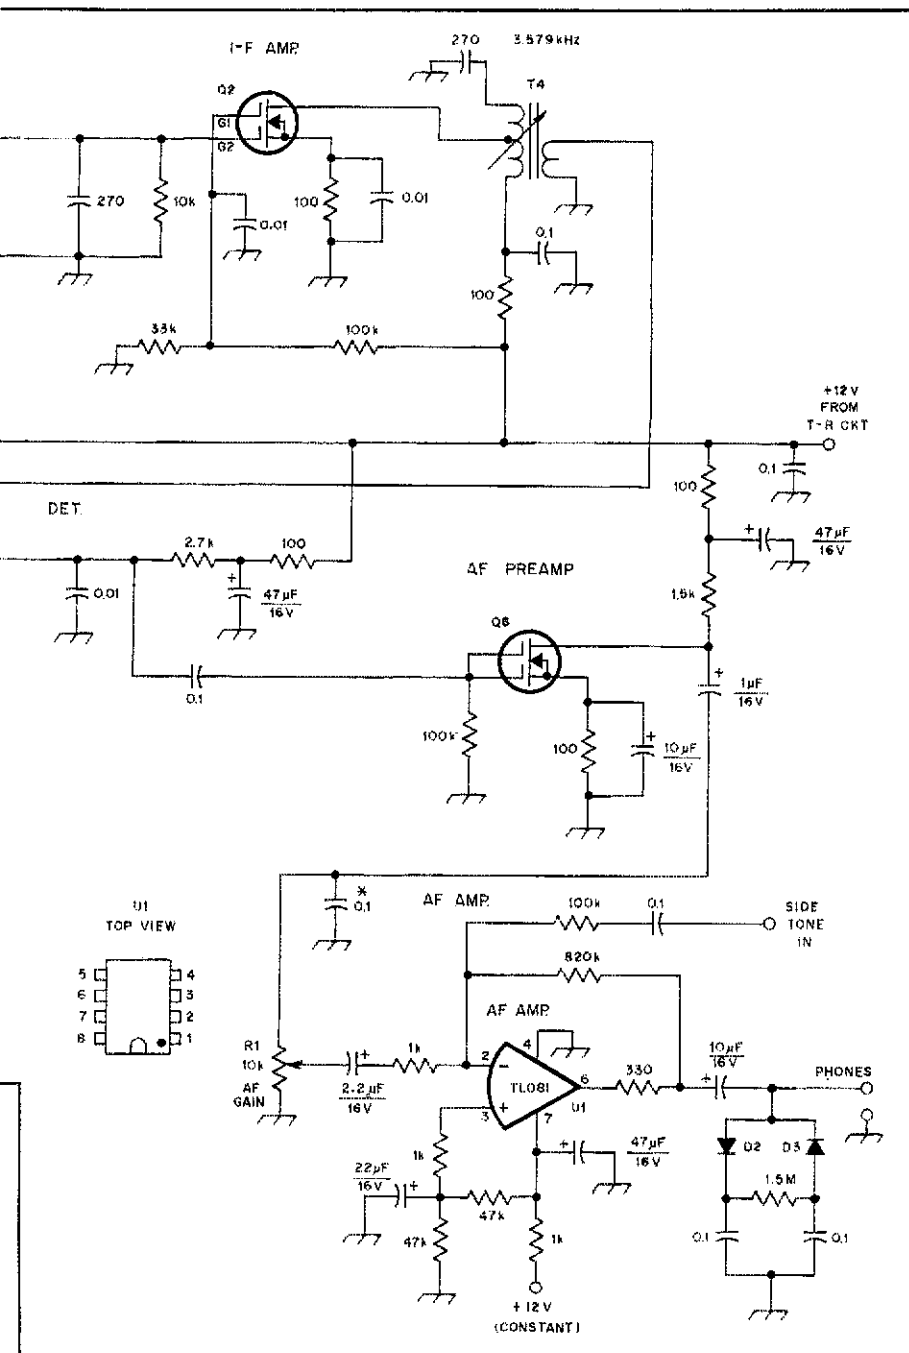 I-F AMP.
270
3.579kHz
T4
Q2
G1
G2
270
10k
0.01
100
0.01
0.1
100
33k
100k
+12V
FROM
T-R CKT
0.1
100
DET.
2.7k
100
47µF
16V
+
47µF
16V
+
0.01
AF PREAMP
1.5k
Q8
0.1
1µF
16V
+
100k
100
10µF
16V
+
*
0.1
AF AMP.
100k
0.1
SIDE
TONE
IN
U1
TOP VIEW
820k
5 4
6 3
7 2
8 1
AF AMP.
R1
10k
AF
GAIN
+
2.2µF
16V
1k
2
-
4
TL081
6
U1
3
+
7
330
10µF
16V
+
PHONES
1k
+
47µF
16V
D2
D3
22µF
16V
+
47k
1.5M
47k
1k
0.1
0.1
+12V
(CONSTANT)